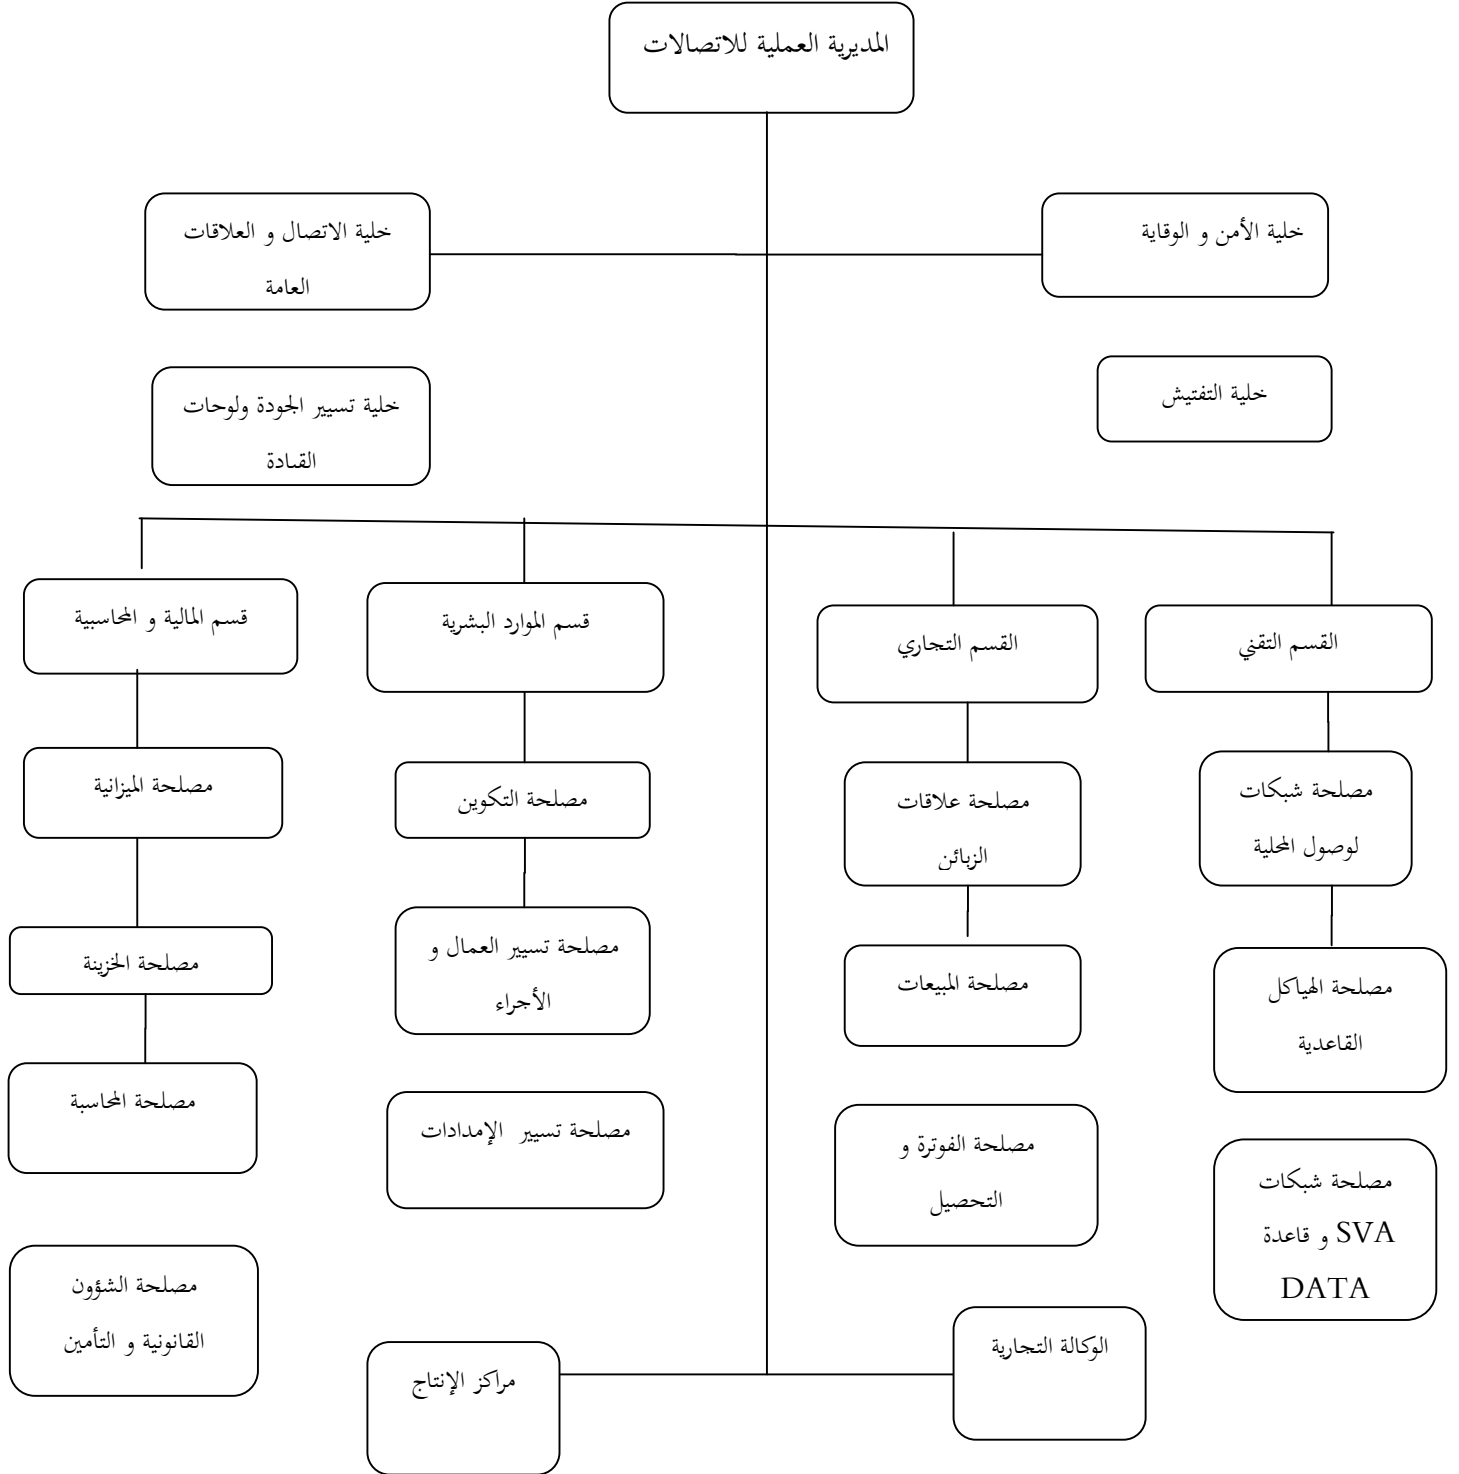 المديرية العملية للاتصالات
خلية الأمن و الوقاية
خلية الاتصال و العلاقات
العامة
خلية التفتيش
خلية تسيير الجودة ولوحات
القيادة
القسم التقني
القسم التجاري
قسم الموارد البشرية
قسم المالية و المحاسبية
مصلحة شبكات
لوصول المحلية
مصلحة علاقات
الزبائن
مصلحة التكوين
مصلحة الميزانية
مصلحة الهياكل
القاعدية
مصلحة المبيعات
مصلحة تسيير العمال و
الأجراء
مصلحة الخزينة
مصلحة شبكات
SVA و قاعدة
DATA
مصلحة الفوترة و
التحصيل
مصلحة تسيير الإمدادات
مصلحة المحاسبة
مصلحة الشؤون
القانونية و التأمين
الوكالة التجارية
مراكز الإنتاج